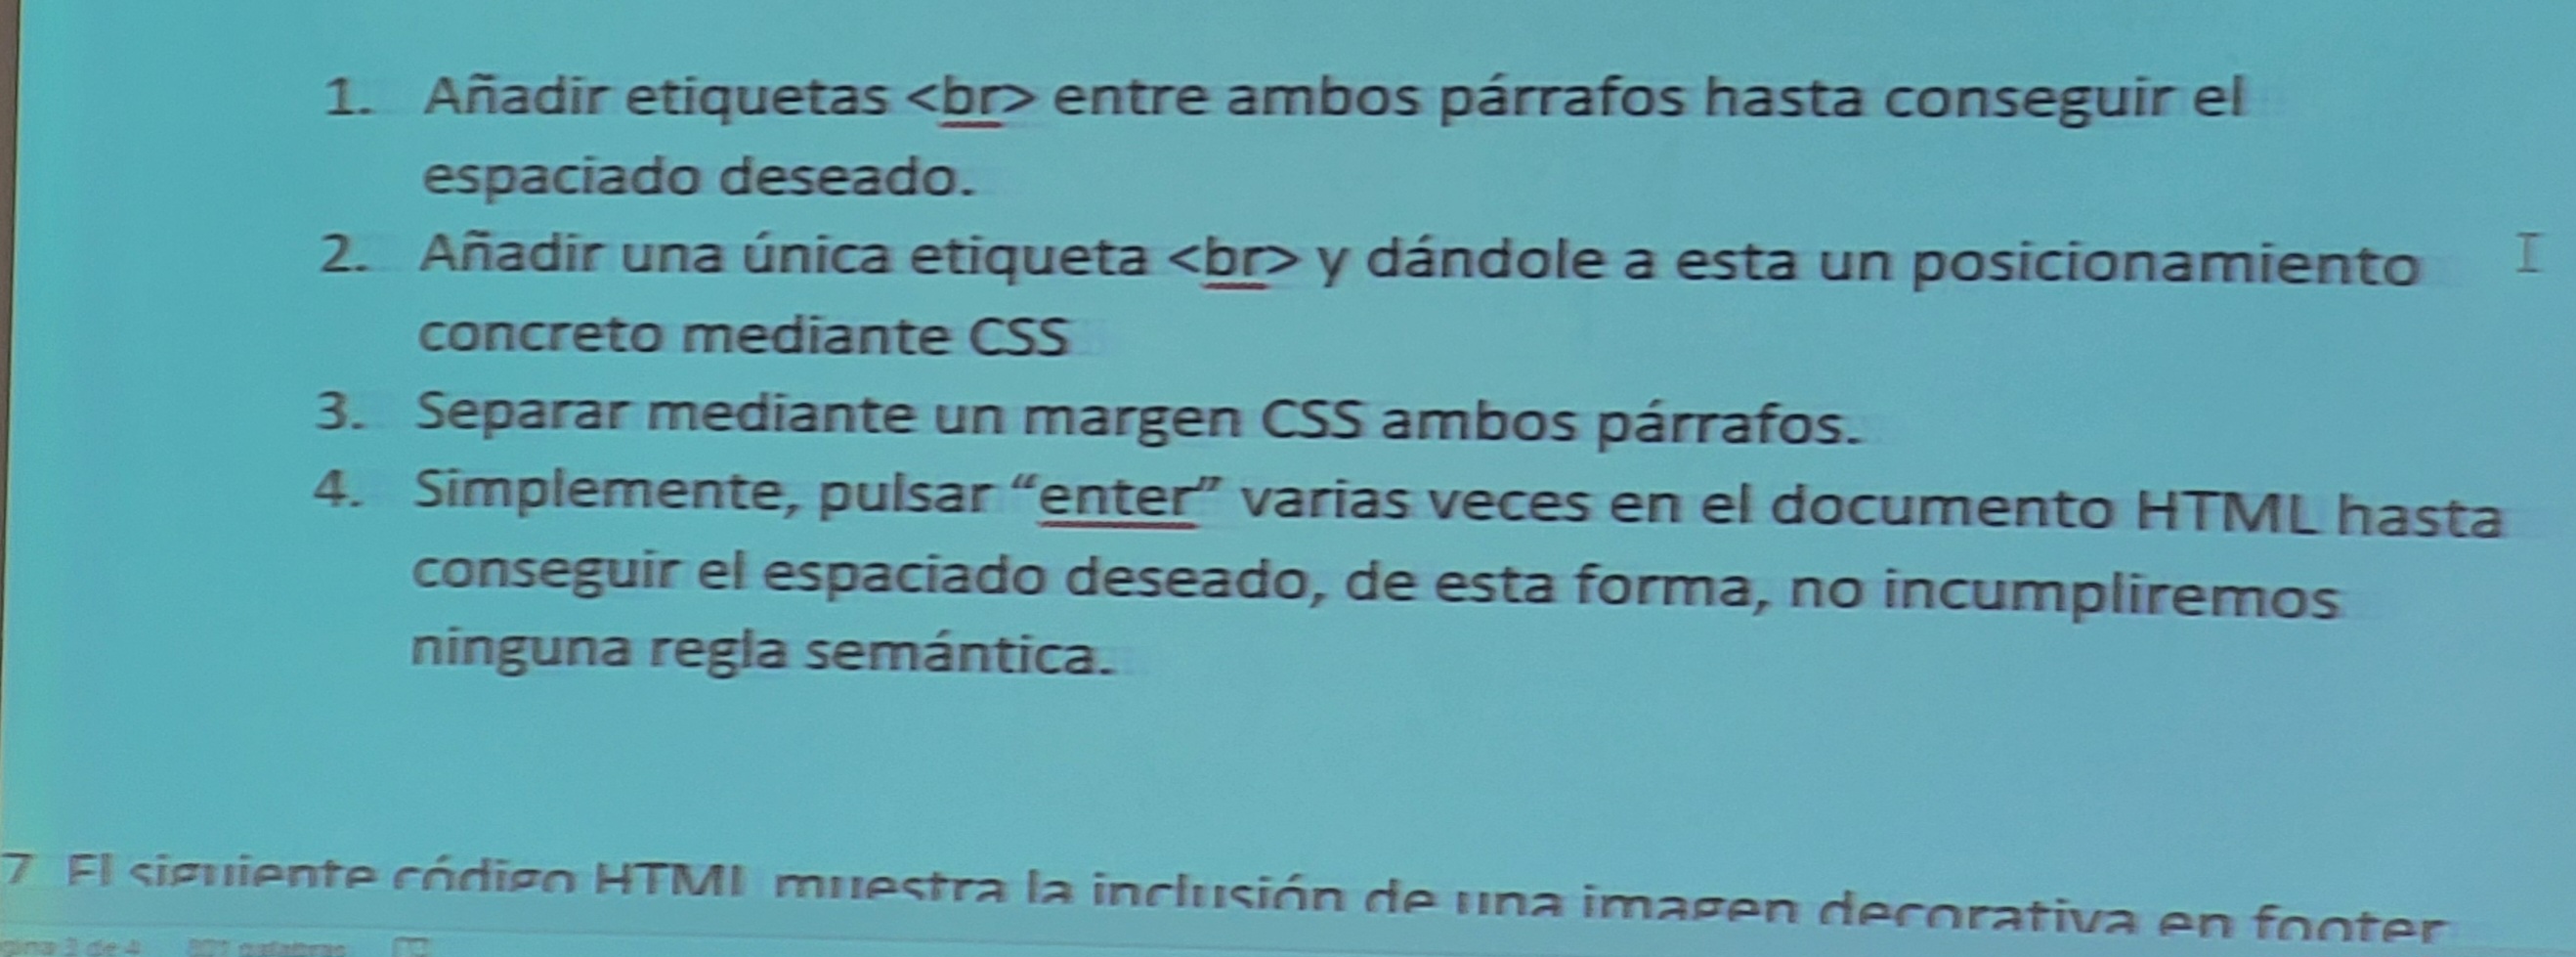 1. Añadir etiquetas <br> entre ambos párrafos hasta conseguir el
espaciado deseado.
2. Añadir una única etiqueta <br> y dándole a esta un posicionamiento
concreto mediante CSS
3. Separar mediante un margen CSS ambos párrafos.
4. Simplemente, pulsar “enter” varias veces en el documento HTML hasta
conseguir el espaciado deseado, de esta forma, no incumpliremos
ninguna regla semántica.
7 El siguiente código HTML muestra la inclusión de una imagen decorativa en footer
de 4 palabras